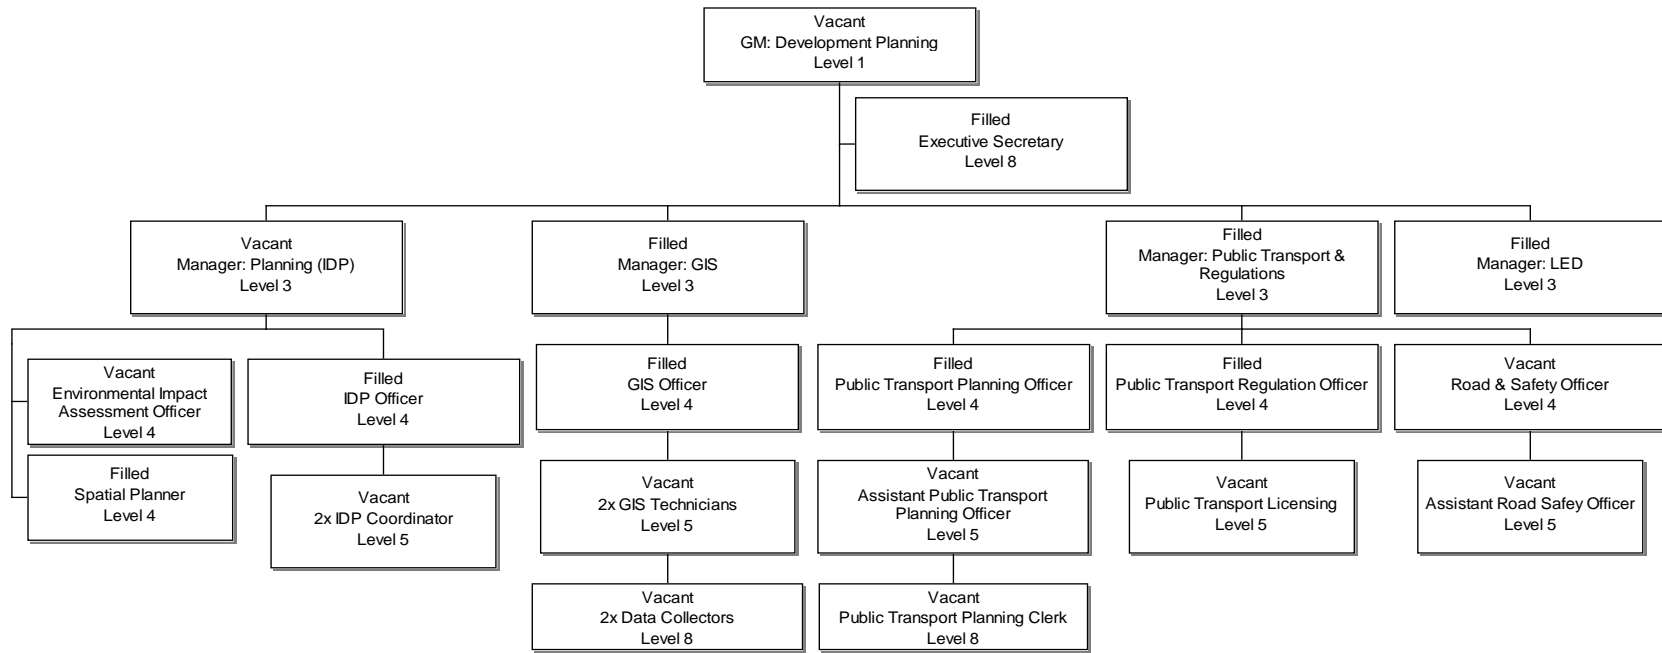 Vacant
GM: Development Planning
Level 1
Filled
Executive Secretary
Level 8
Vacant
Manager: Planning (IDP)
Level 3
Filled
Manager: GIS
Level 3
Filled
Manager: Public Transport &
Regulations
Level 3
Filled
Manager: LED
Level 3
Vacant
Environmental Impact
Assessment Officer
Level 4
Filled
IDP Officer
Level 4
Filled
GIS Officer
Level 4
Filled
Public Transport Planning Officer
Level 4
Filled
Public Transport Regulation Officer
Level 4
Vacant
Road & Safety Officer
Level 4
Filled
Spatial Planner
Level 4
Vacant
2x IDP Coordinator
Level 5
Vacant
2x GIS Technicians
Level 5
Vacant
Assistant Public Transport
Planning Officer
Level 5
Vacant
Public Transport Licensing
Level 5
Vacant
Assistant Road Safey Officer
Level 5
Vacant
2x Data Collectors
Level 8
Vacant
Public Transport Planning Clerk
Level 8